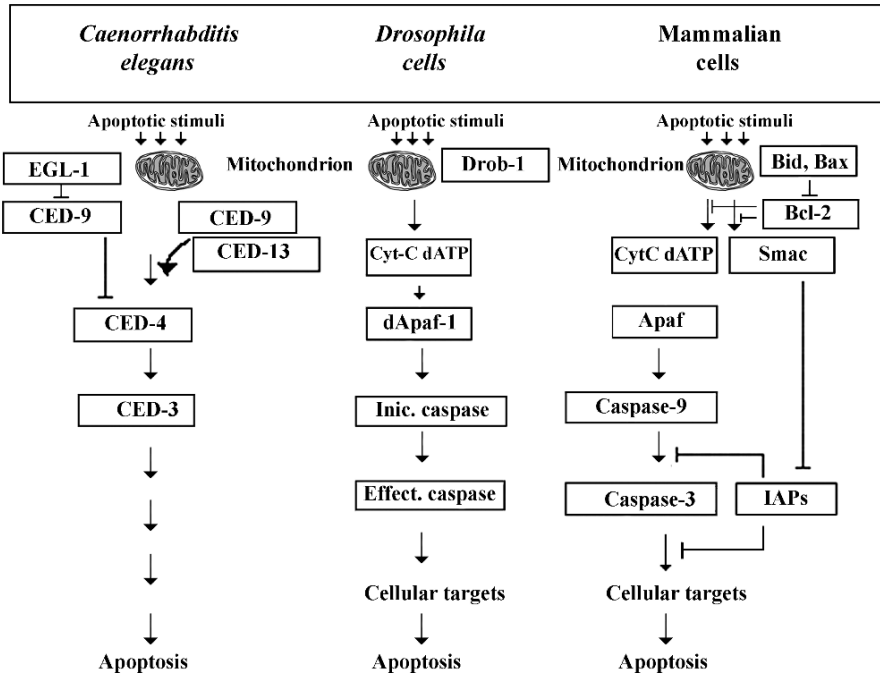 Caenorrhabditis
elegans
Drosophila
cells
Mammalian
cells
Apoptotic stimuli
EGL-1
CED-9
CED-9
CED-13
CED-4
CED-3
Apoptosis
Apoptotic stimuli
Mitochondrion
Drob-1
Cyt-C dATP
dApaf-1
Inic. caspase
Effect. caspase
Cellular targets
Apoptosis
Apoptotic stimuli
Mitochondrion
Bid, Bax
Bcl-2
CytC dATP
Smac
Apaf
Caspase-9
Caspase-3
IAPs
Cellular targets
Apoptosis